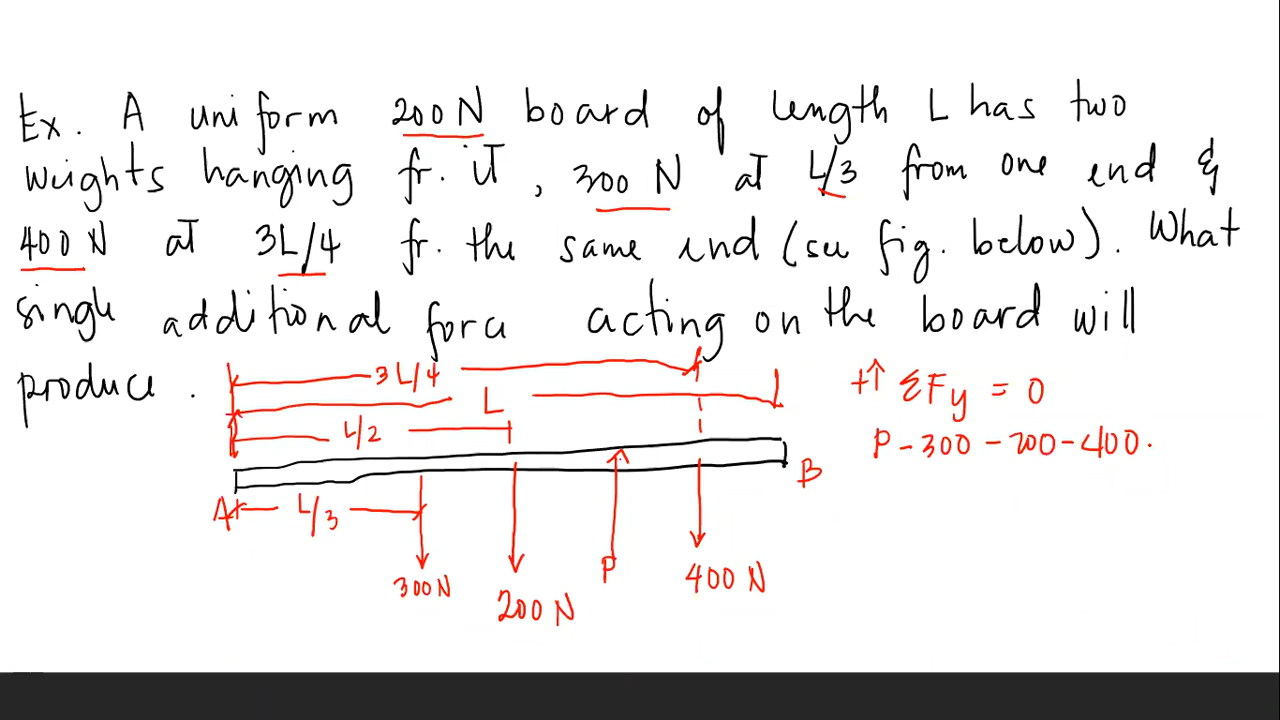 Ex. A uniform 200 N board of length L has two
weights hanging fr. it, 300 N at L/3 from one end &
400 N at 3L/4 fr. the same end (see fig. below). What
single additional force acting on the board will
produce.
3L/4
L
L/2
+↑ ΣFy = 0
P - 300 - 200 - 400.
A
B
L/3
300 N
200 N
P
400 N